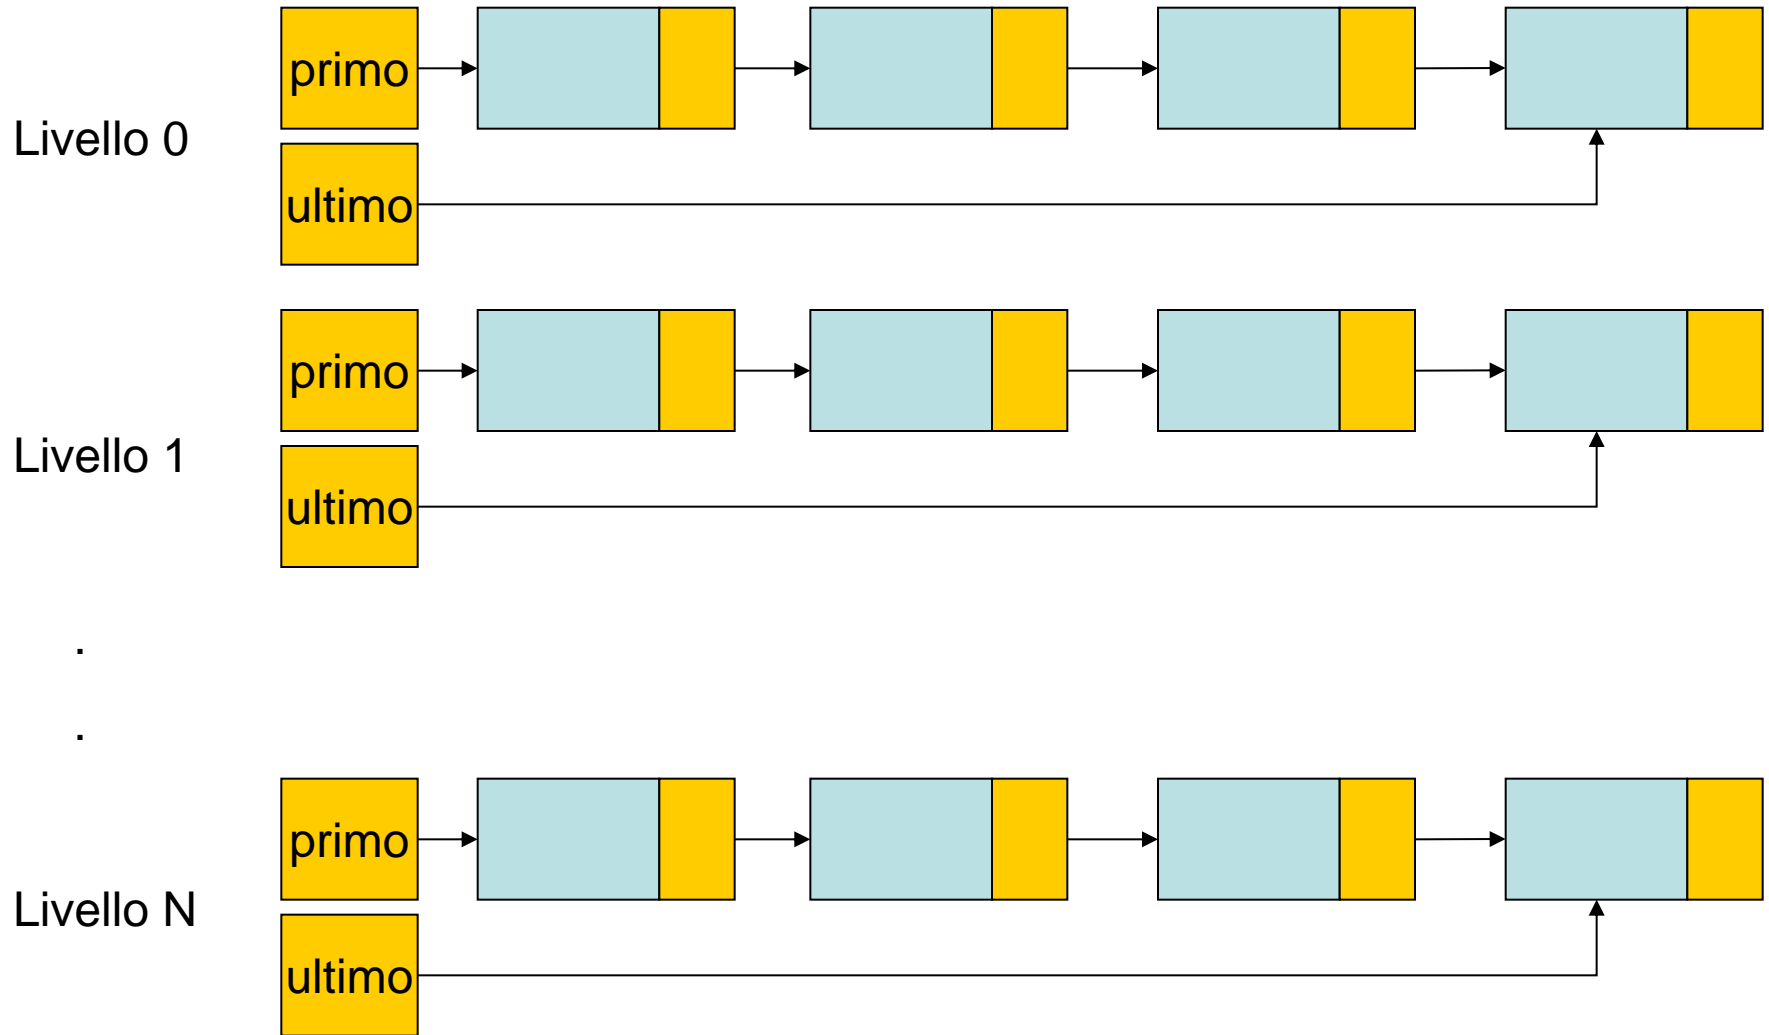 primo
Livello 0
ultimo
primo
Livello 1
ultimo
.
.
primo
Livello N
ultimo